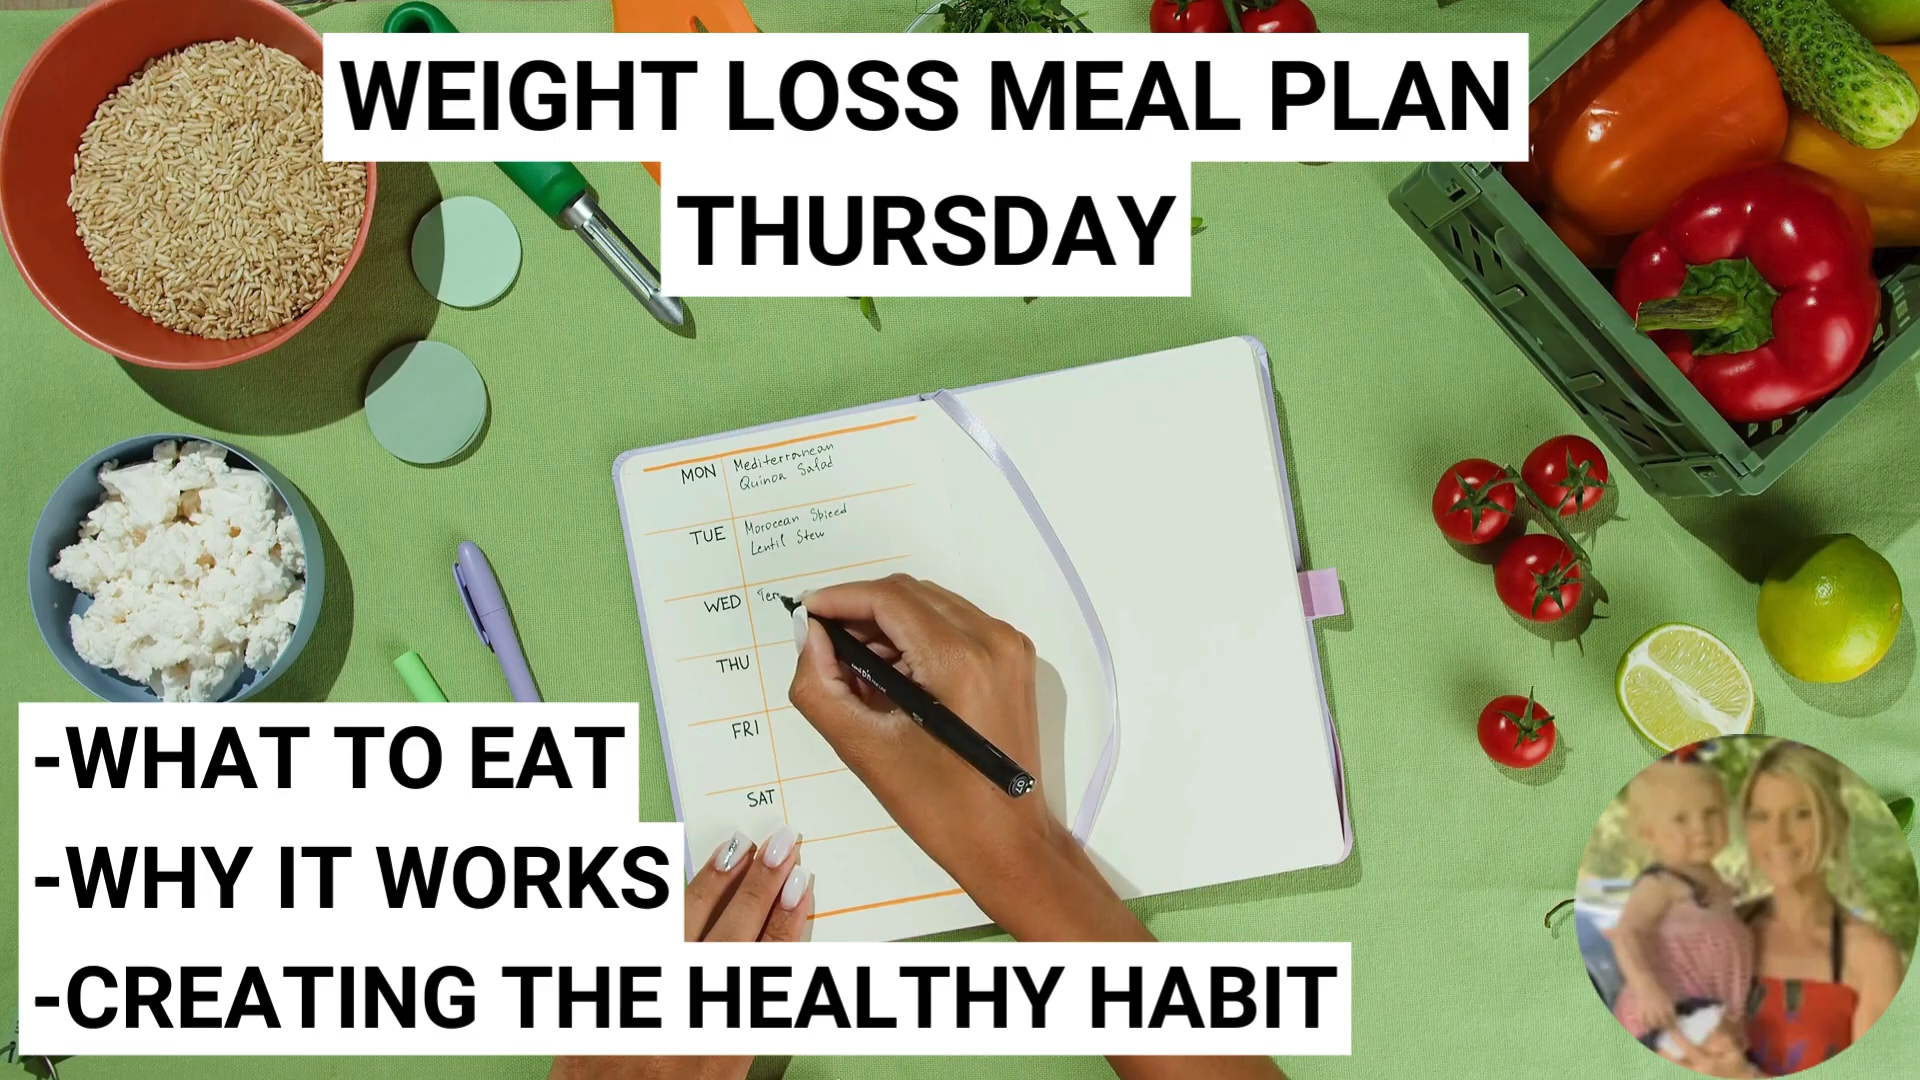 WEIGHT LOSS MEAL PLAN
THURSDAY
MON
Mediterranean
Quinoa Salad
TUE
Moroccan Spiced
Lentil Stew
WED
Ter
THU
FRI
SAT
-WHAT TO EAT
-WHY IT WORKS
-CREATING THE HEALTHY HABIT